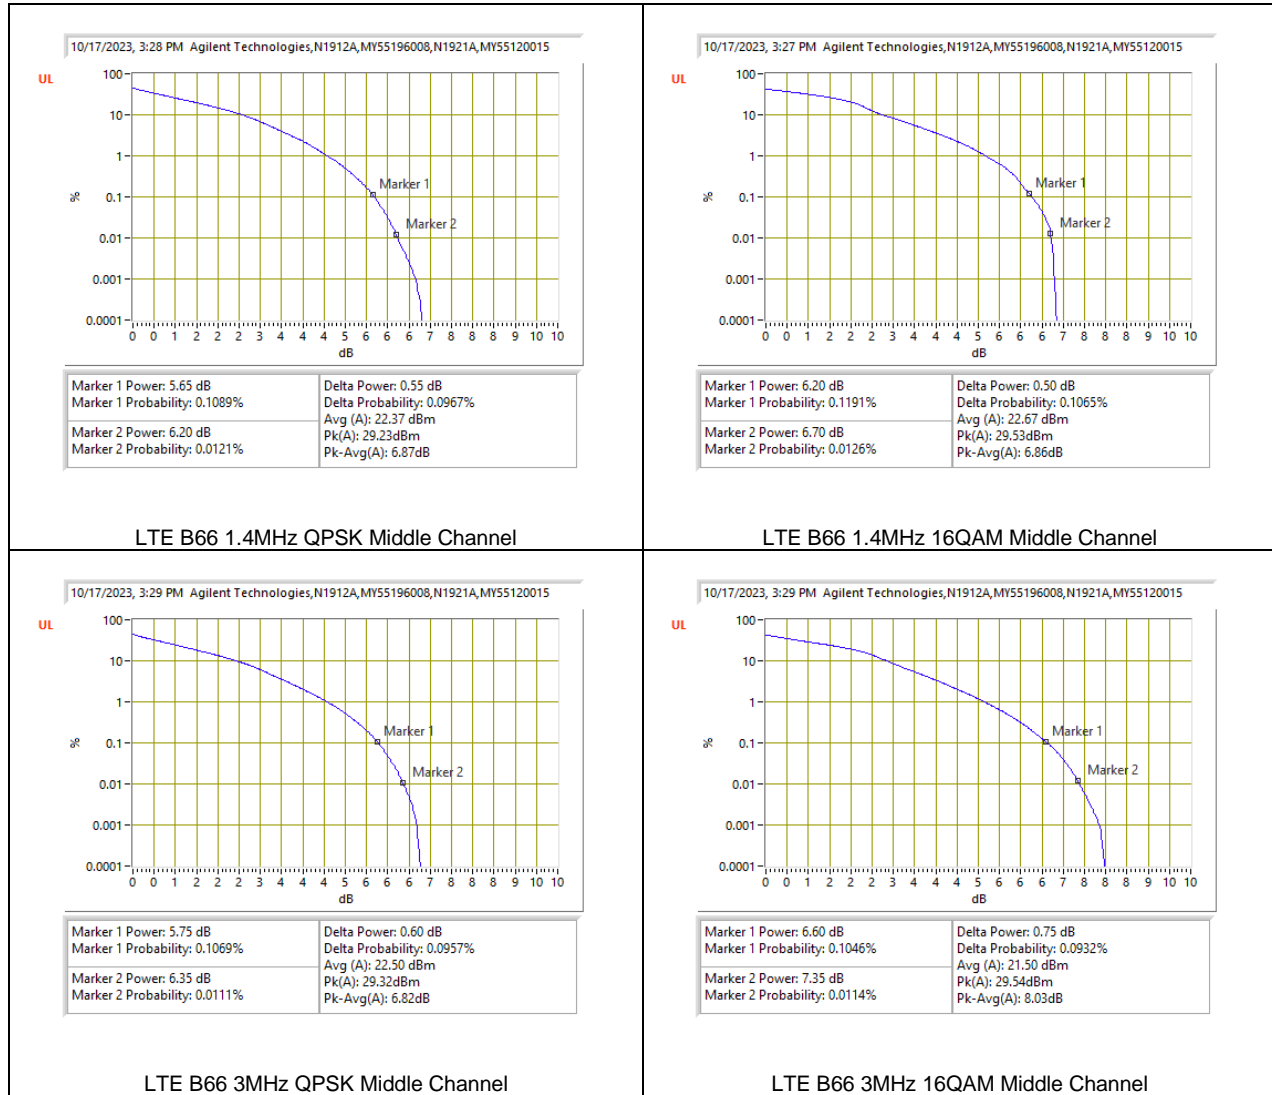 10/17/2023, 3:28 PM Agilent Technologies,N1912A,MY55196008,N1921A,MY55120015
UL
100
10
1
0.1
0.01
0.001
0.0001
%
Marker 1
Marker 2
0 0 1 2 2 2 3 4 4 5 5 6 6 6 7 7 8 8 9 10 10
dB
Marker 1 Power: 5.65 dB
Marker 1 Probability: 0.1089%
Marker 2 Power: 6.20 dB
Marker 2 Probability: 0.0121%
Delta Power: 0.55 dB
Delta Probability: 0.0967%
Avg (A): 22.37 dBm
Pk(A): 29.23dBm
Pk-Avg(A): 6.87dB
LTE B66 1.4MHz QPSK Middle Channel
10/17/2023, 3:27 PM Agilent Technologies,N1912A,MY55196008,N1921A,MY55120015
UL
100
10
1
0.1
0.01
0.001
0.0001
%
Marker 1
Marker 2
0 0 1 2 2 2 3 4 4 4 5 5 6 6 7 7 8 8 9 10 10
dB
Marker 1 Power: 6.20 dB
Marker 1 Probability: 0.1191%
Marker 2 Power: 6.70 dB
Marker 2 Probability: 0.0126%
Delta Power: 0.50 dB
Delta Probability: 0.1065%
Avg (A): 22.67 dBm
Pk(A): 29.53dBm
Pk-Avg(A): 6.86dB
LTE B66 1.4MHz 16QAM Middle Channel
10/17/2023, 3:29 PM Agilent Technologies,N1912A,MY55196008,N1921A,MY55120015
UL
100
10
1
0.1
0.01
0.001
0.0001
%
Marker 1
Marker 2
0 0 1 2 2 2 3 4 4 4 5 6 6 6 7 7 8 8 9 10 10
dB
Marker 1 Power: 5.75 dB
Marker 1 Probability: 0.1069%
Marker 2 Power: 6.35 dB
Marker 2 Probability: 0.0111%
Delta Power: 0.60 dB
Delta Probability: 0.0957%
Avg (A): 22.50 dBm
Pk(A): 29.32dBm
Pk-Avg(A): 6.82dB
LTE B66 3MHz QPSK Middle Channel
10/17/2023, 3:29 PM Agilent Technologies,N1912A,MY55196008,N1921A,MY55120015
UL
100
10
1
0.1
0.01
0.001
0.0001
%
Marker 1
Marker 2
0 0 1 2 2 2 3 4 4 4 5 5 6 6 7 8 8 8 9 10 10
dB
Marker 1 Power: 6.60 dB
Marker 1 Probability: 0.1046%
Marker 2 Power: 7.35 dB
Marker 2 Probability: 0.0114%
Delta Power: 0.75 dB
Delta Probability: 0.0932%
Avg (A): 21.50 dBm
Pk(A): 29.54dBm
Pk-Avg(A): 8.03dB
LTE B66 3MHz 16QAM Middle Channel